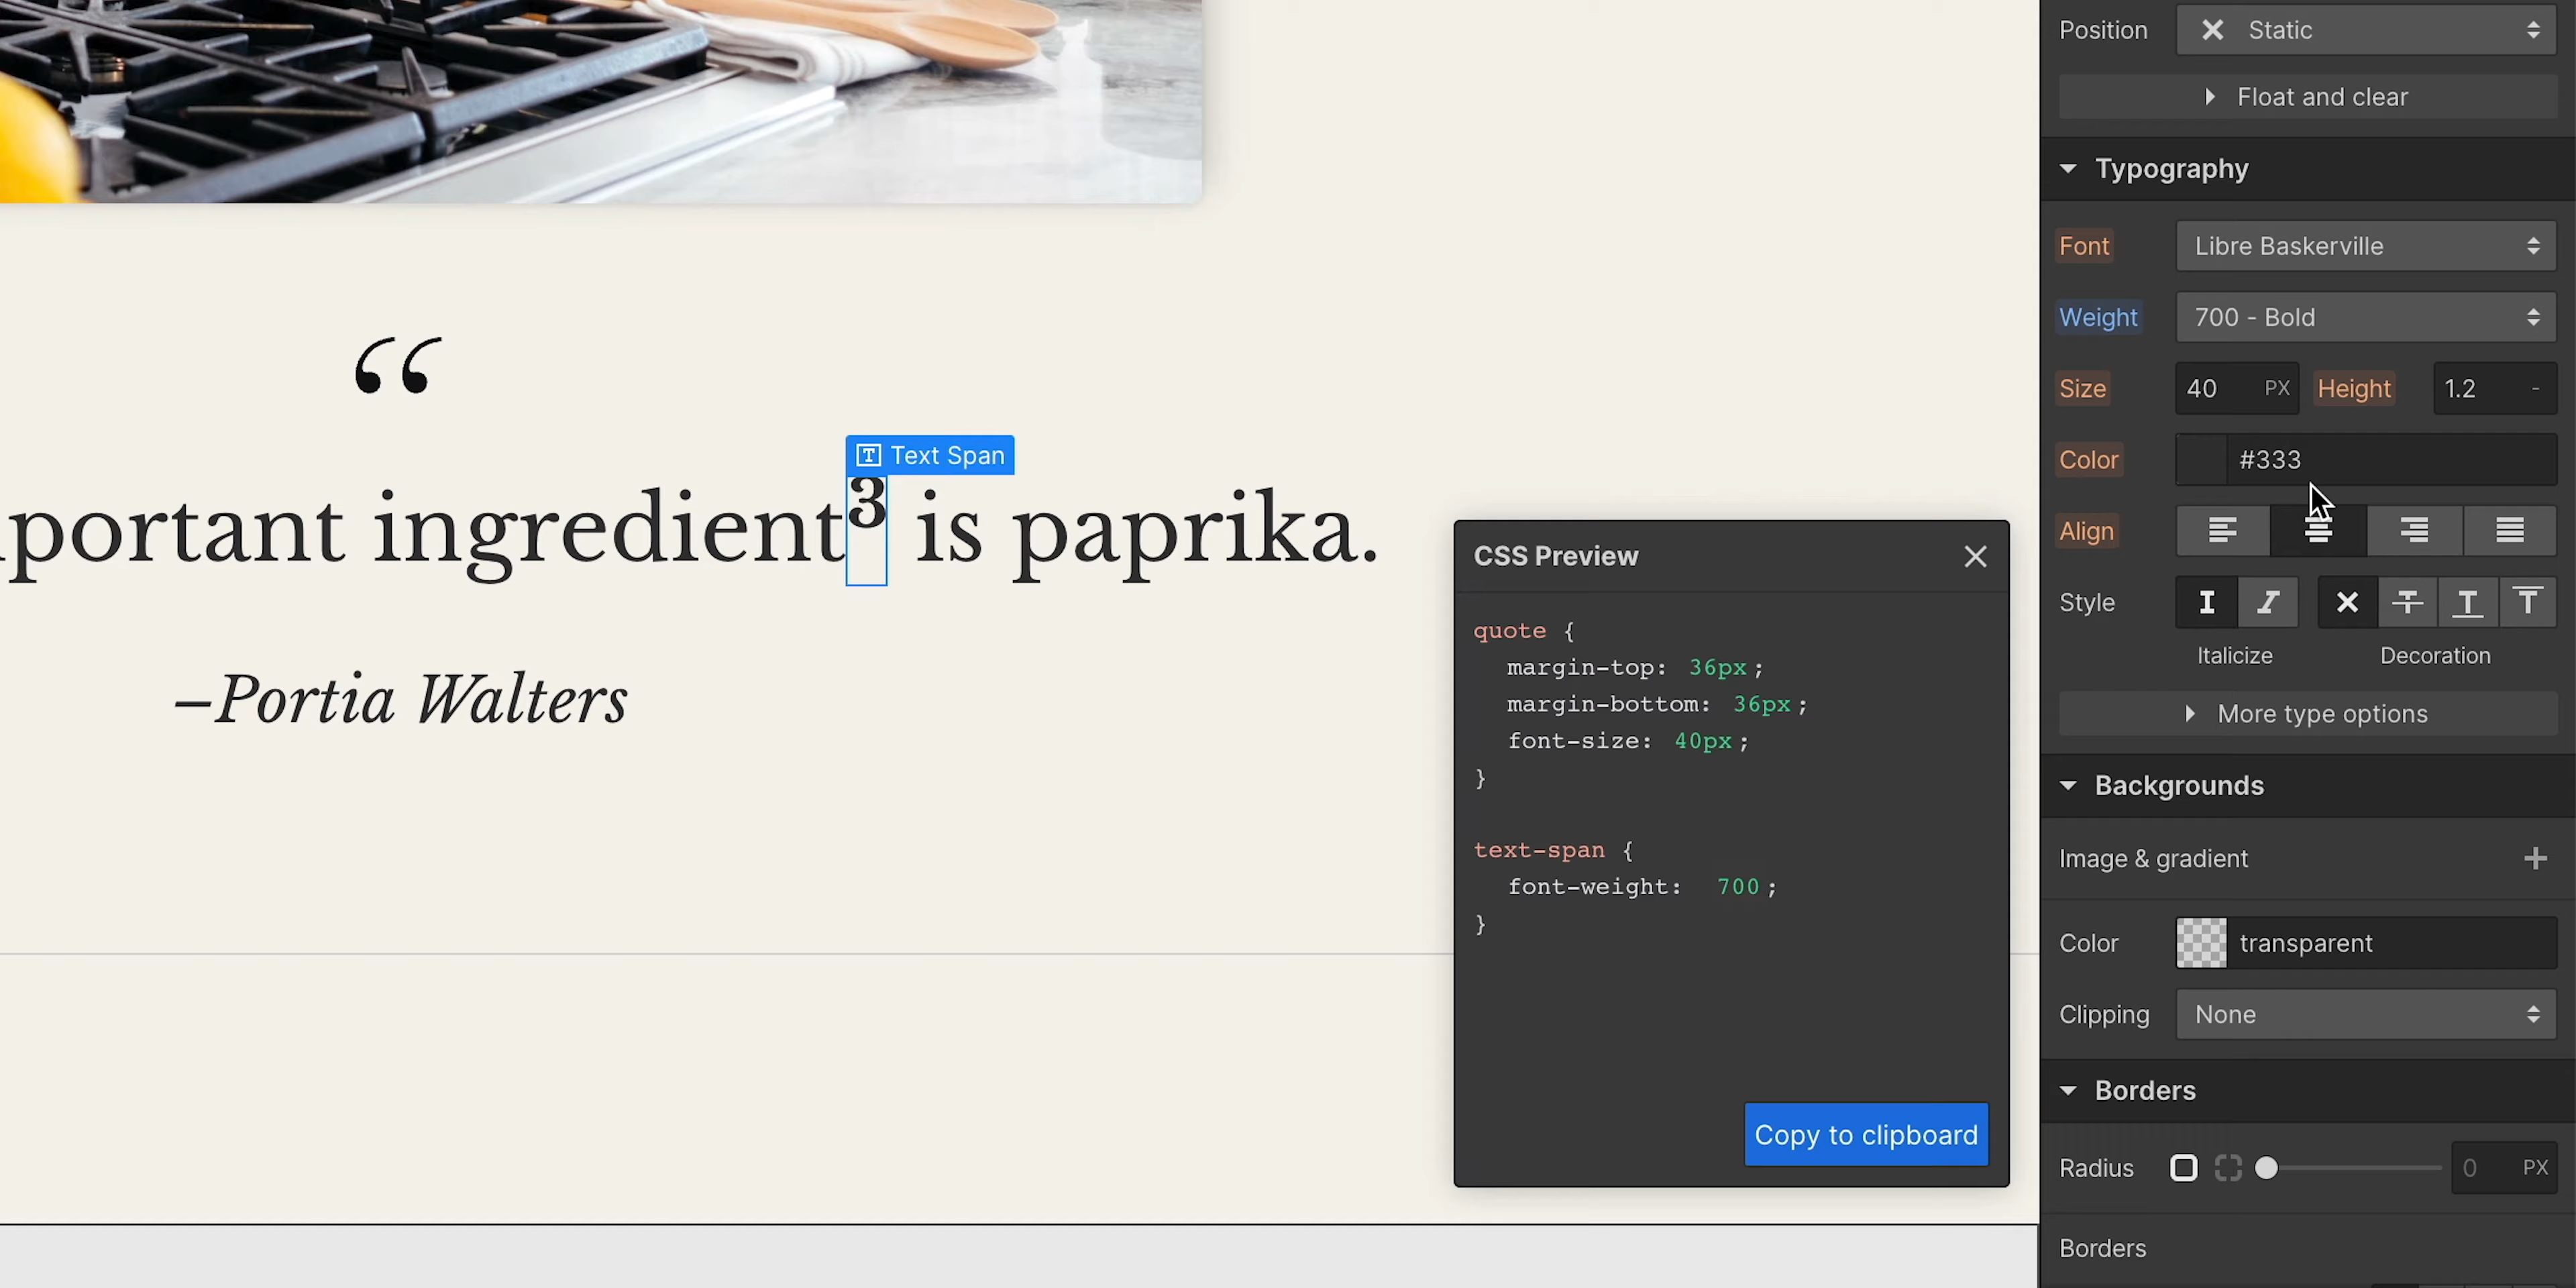 “
portant ingredient3 is paprika.
Text Span
–Portia Walters
CSS Preview
quote {
margin-top: 36px;
margin-bottom: 36px;
font-size: 40px;
}
text-span {
font-weight: 700;
}
Copy to clipboard
Position Static
Float and clear
Typography
Font Libre Baskerville
Weight 700 - Bold
Size 40 PX Height 1.2 -
Color #333
Align
Style
Italicize Decoration
More type options
Backgrounds
Image & gradient
Color transparent
Clipping None
Borders
Radius 0 PX
Borders